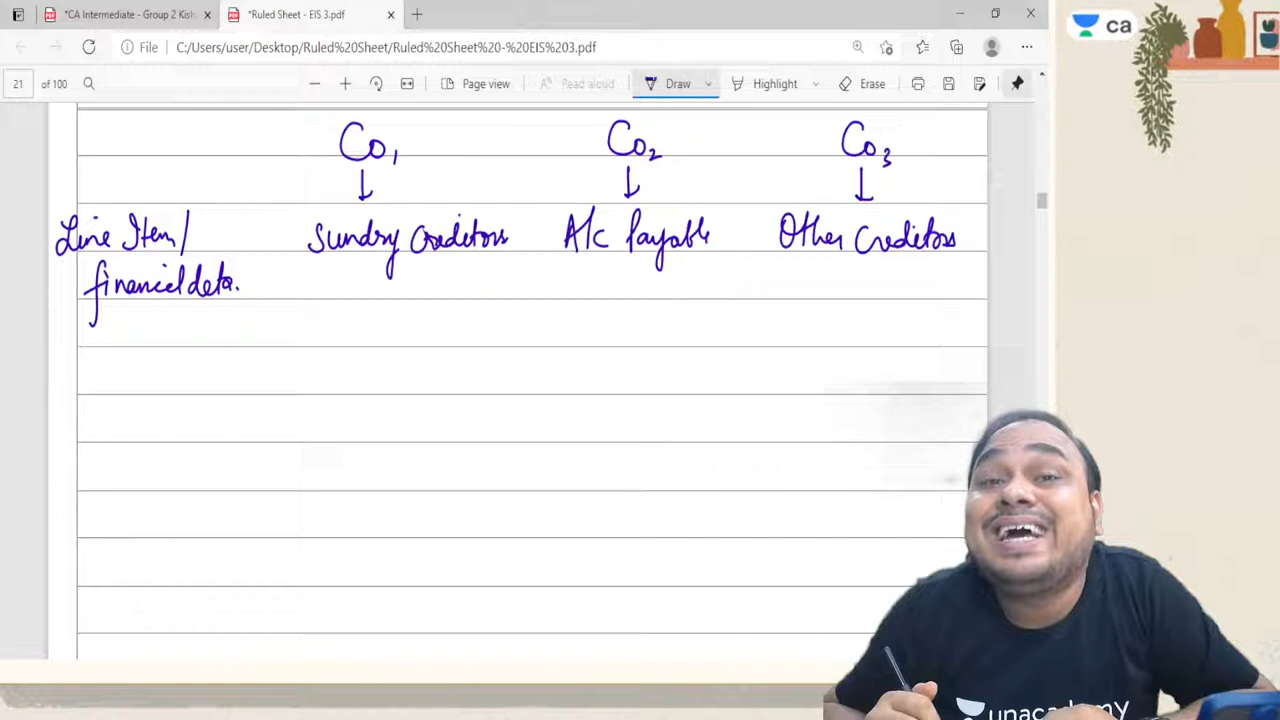 *CA Intermediate - Group 2 Kish
*Ruled Sheet - EIS 3.pdf
File
C:/Users/user/Desktop/Ruled%20Sheet/Ruled%20Sheet%20-%20EIS%203.pdf
21 of 100
Page view
Read aloud
Draw
Highlight
Erase
ca
Co1 Co2 Co3
Line Item/ Sundry Creditors A/c Payable Other Creditors
financial data.
unacademy